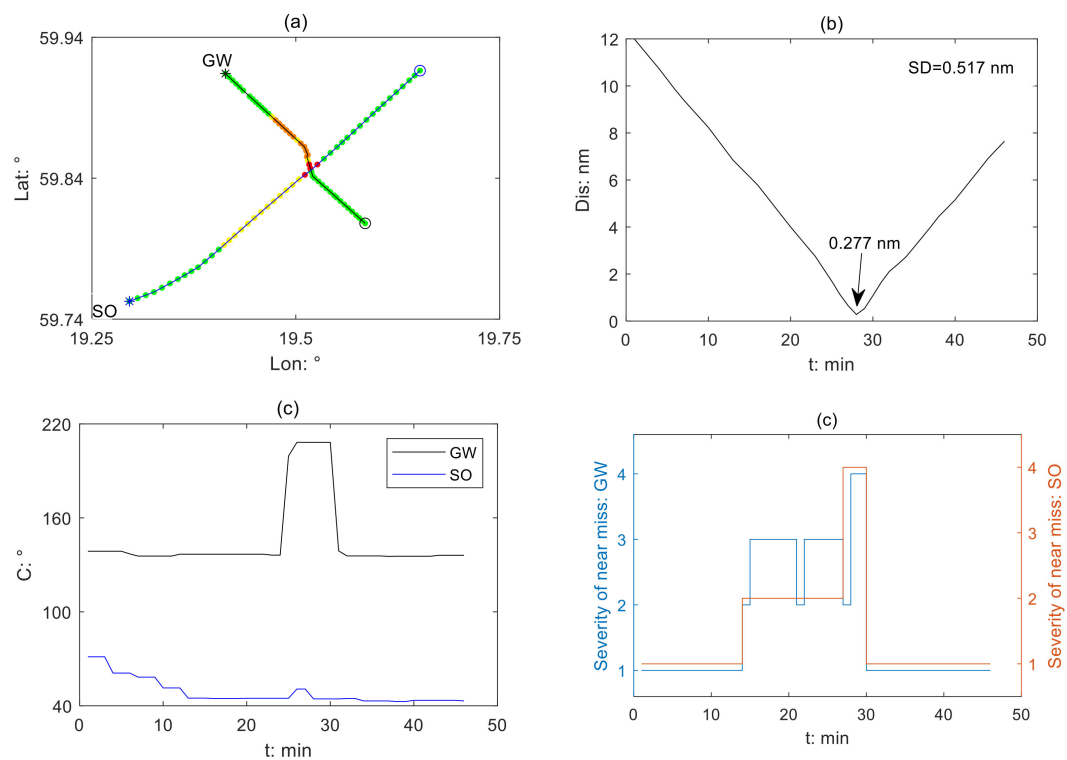 (a)
59.94
59.84
59.74
Lat: °
GW
SO
19.25
19.5
19.75
Lon: °
(b)
12
10
8
6
4
2
0
Dis: nm
SD=0.517 nm
0.277 nm
0
10
20
30
40
50
t: min
(c)
220
160
100
40
C: °
GW
SO
0
10
20
30
40
50
t: min
(c)
4
3
2
1
Severity of near miss: GW
4
3
2
1
Severity of near miss: SO
0
10
20
30
40
50
t: min